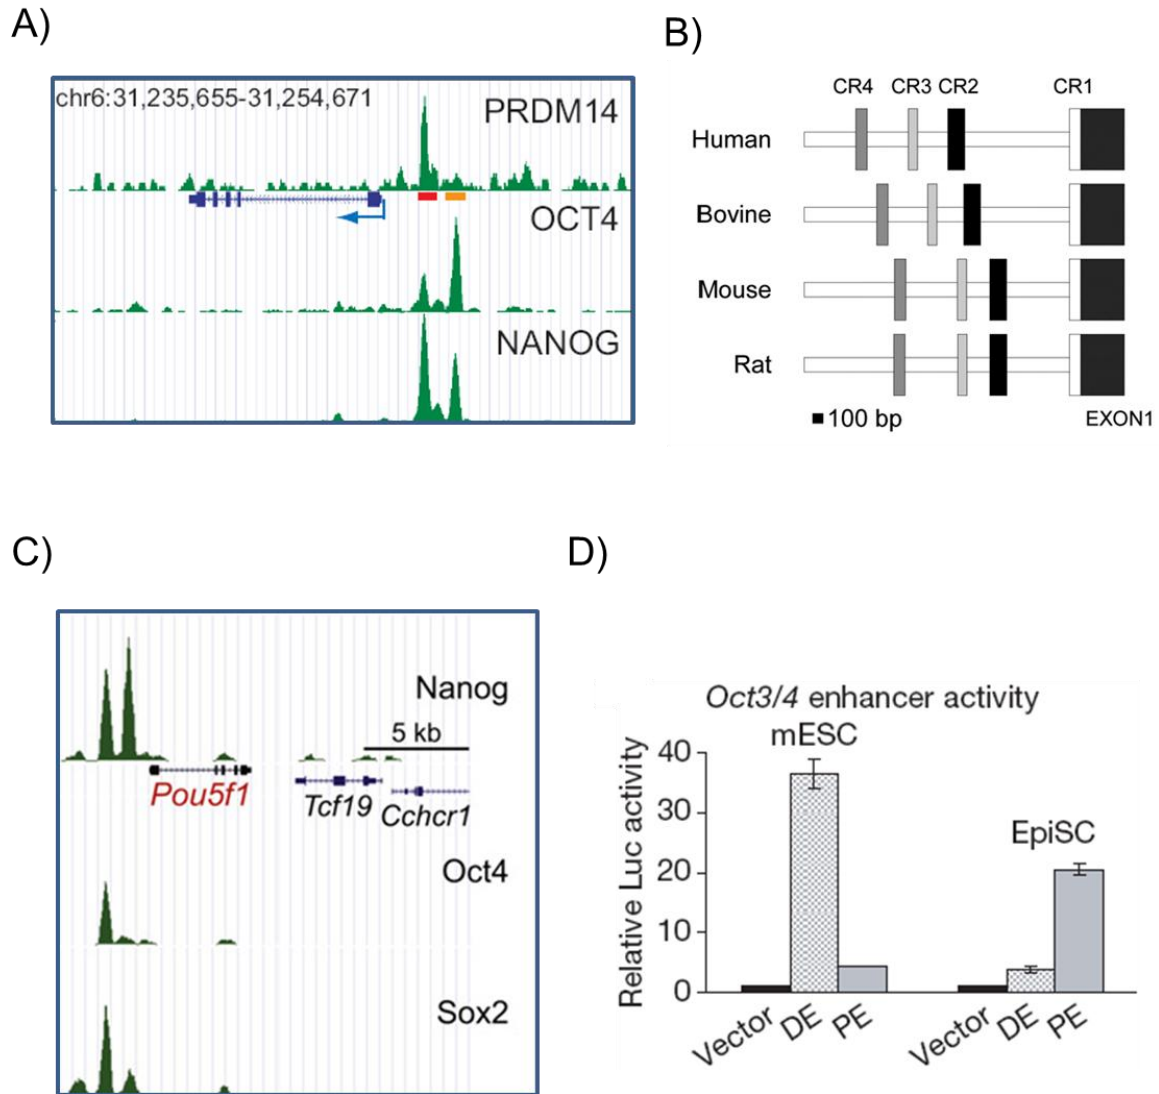 A)
chr6:31,235,655-31,254,671
PRDM14
OCT4
NANOG
B)
CR4 CR3 CR2 CR1
Human
Bovine
Mouse
Rat
100 bp
EXON1
C)
Nanog
5 kb
Pou5f1
Tcf19
Cchcr1
Oct4
Sox2
D)
Oct3/4 enhancer activity
mESC
EpiSC
Relative Luc activity
40
30
20
10
0
Vector DE PE Vector DE PE